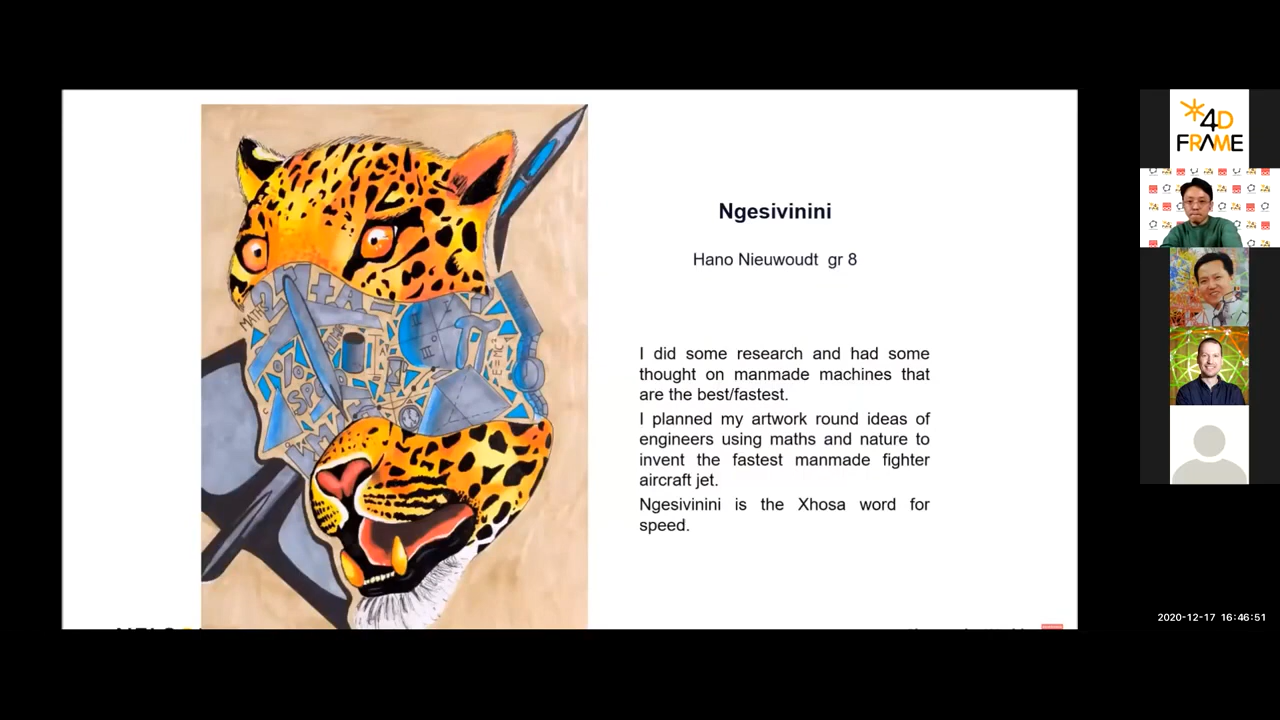 Ngesivinini
Hano Nieuwoudt gr 8
I did some research and had some
thought on manmade machines that
are the best/fastest.
I planned my artwork round ideas of
engineers using maths and nature to
invent the fastest manmade fighter
aircraft jet.
Ngesivinini is the Xhosa word for
speed.
MATHS
E=MC²
4D
FRAME
2020-12-17 16:46:51